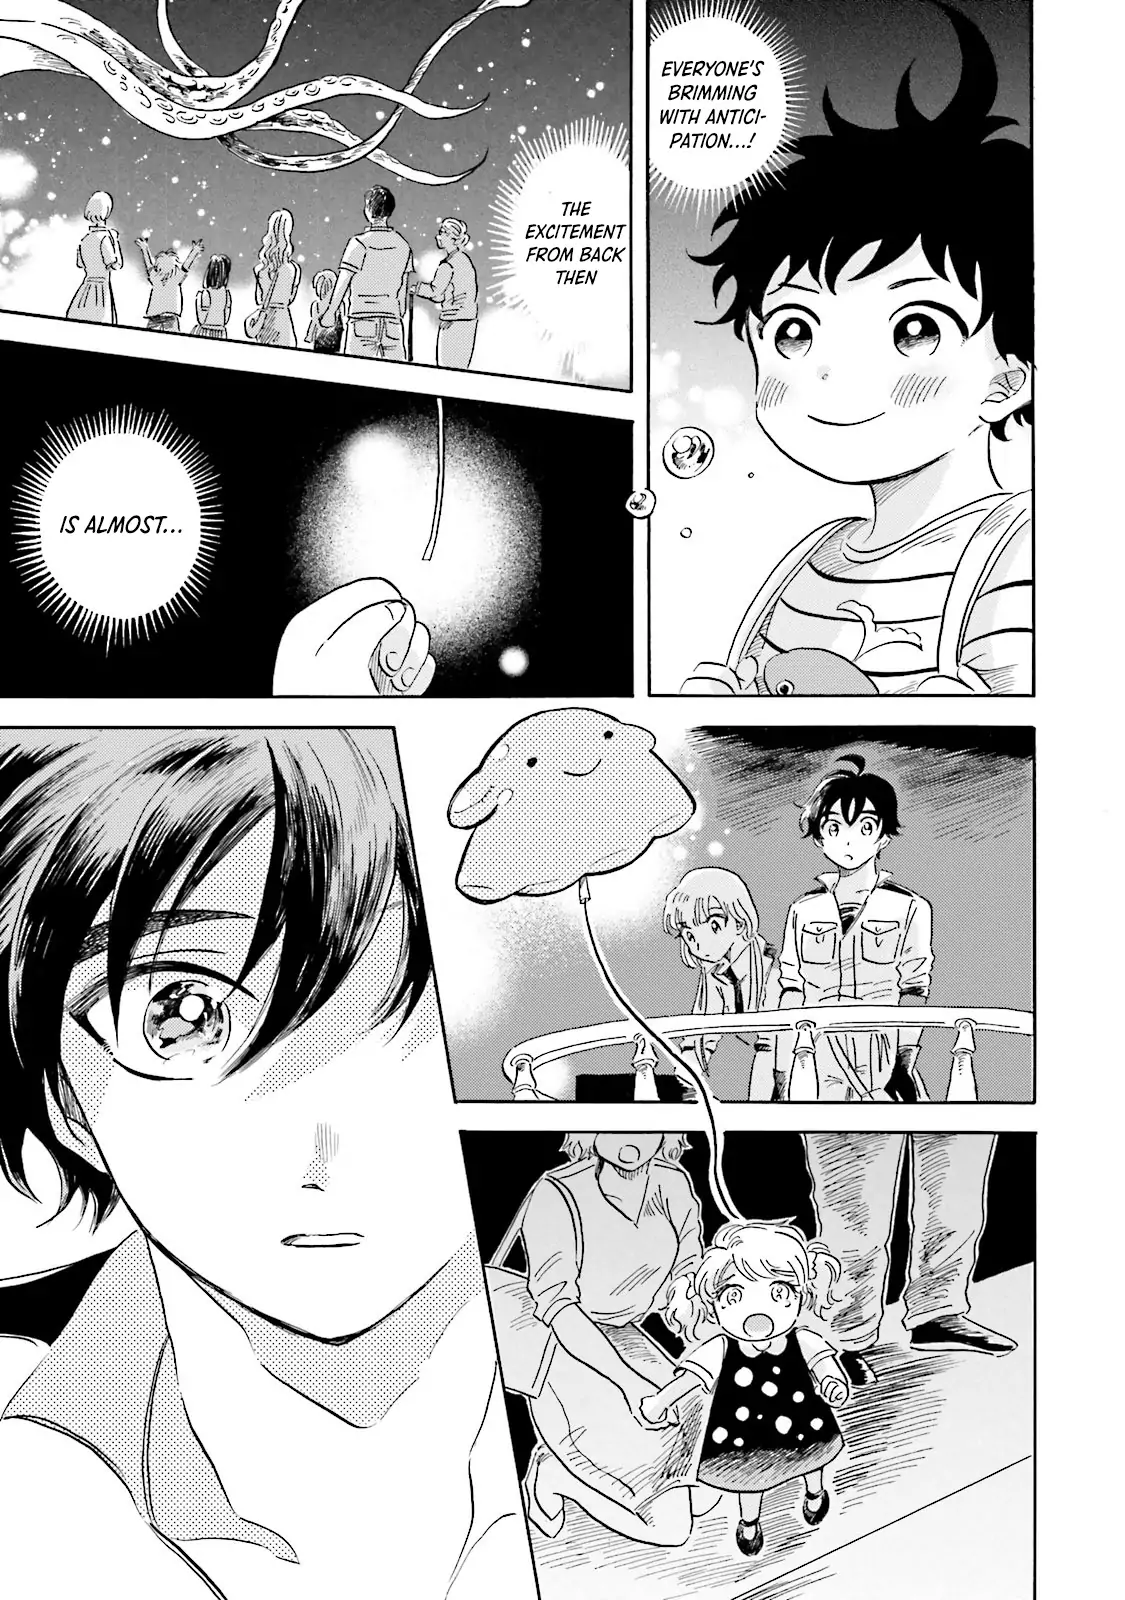 EVERYONE'S
BRIMMING
WITH ANTICI-
PATION...!
THE
EXCITEMENT
FROM BACK
THEN
IS ALMOST...